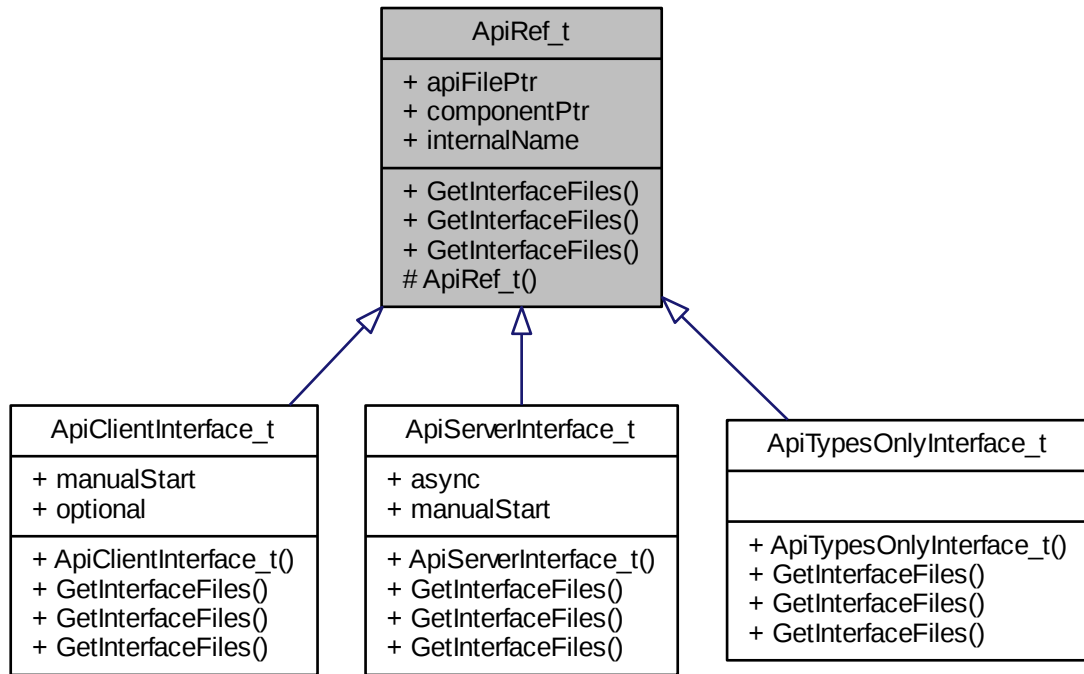 ApiRef_t
+ apiFilePtr
+ componentPtr
+ internalName
+ GetInterfaceFiles()
+ GetInterfaceFiles()
+ GetInterfaceFiles()
# ApiRef_t()
ApiClientInterface_t
+ manualStart
+ optional
+ ApiClientInterface_t()
+ GetInterfaceFiles()
+ GetInterfaceFiles()
+ GetInterfaceFiles()
ApiServerInterface_t
+ async
+ manualStart
+ ApiServerInterface_t()
+ GetInterfaceFiles()
+ GetInterfaceFiles()
+ GetInterfaceFiles()
ApiTypesOnlyInterface_t
+ ApiTypesOnlyInterface_t()
+ GetInterfaceFiles()
+ GetInterfaceFiles()
+ GetInterfaceFiles()